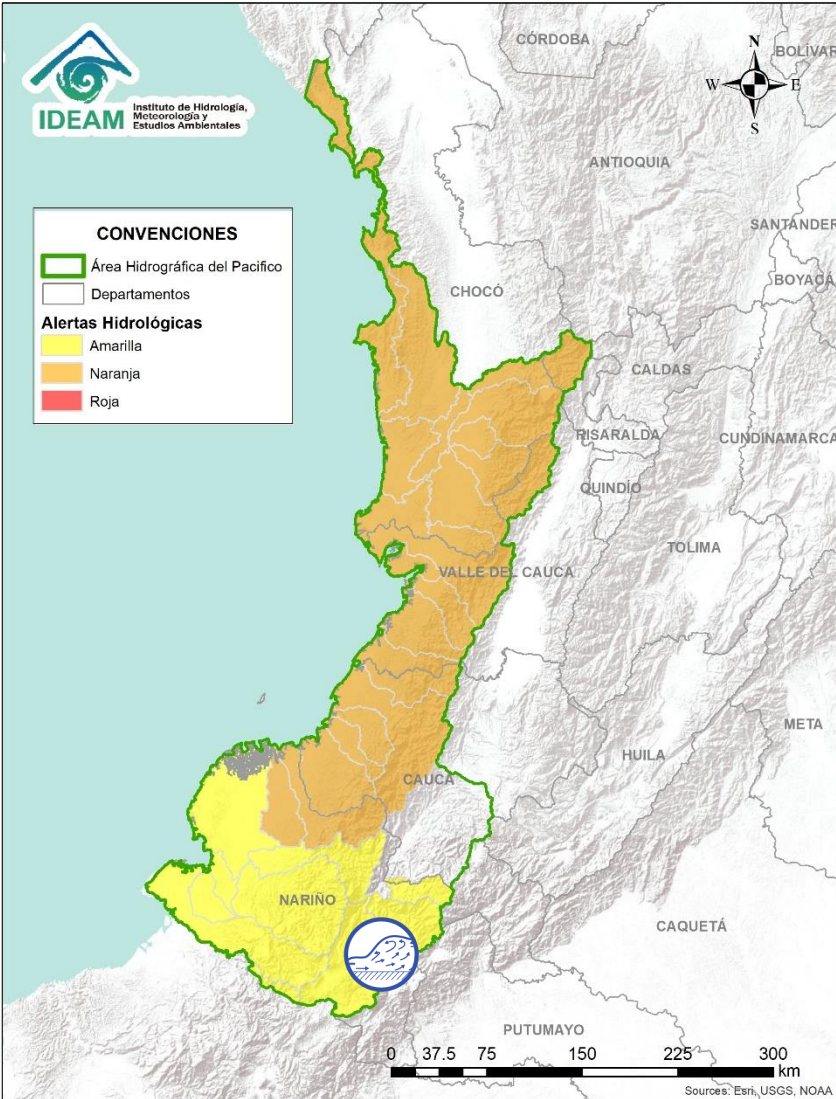 IDEAM
Instituto de Hidrología,
Meteorología y
Estudios Ambientales
N
W
E
S
CÓRDOBA
BOLÍVAR
ANTIOQUIA
SANTANDER
BOYACÁ
CHOCÓ
CALDAS
RISARALDA
CUNDINAMARCA
QUINDÍO
TOLIMA
VALLE DEL CAUCA
META
HUILA
CAUCA
NARIÑO
CAQUETÁ
PUTUMAYO
CONVENCIONES
Área Hidrográfica del Pacifico
Departamentos
Alertas Hidrológicas
Amarilla
Naranja
Roja
0 37.5 75 150 225 300
km
Sources: Esri, USGS, NOAA